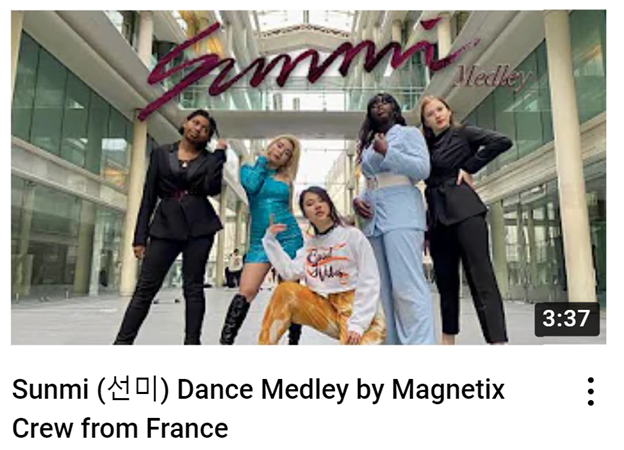 Sunmi
Medley
3:37
Sunmi (선미) Dance Medley by Magnetix
Crew from France